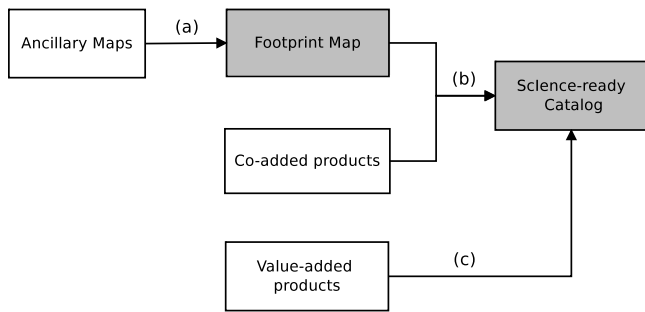 Ancillary Maps
(a)
Footprint Map
(b)
Science-ready
Catalog
Co-added products
Value-added
products
(c)